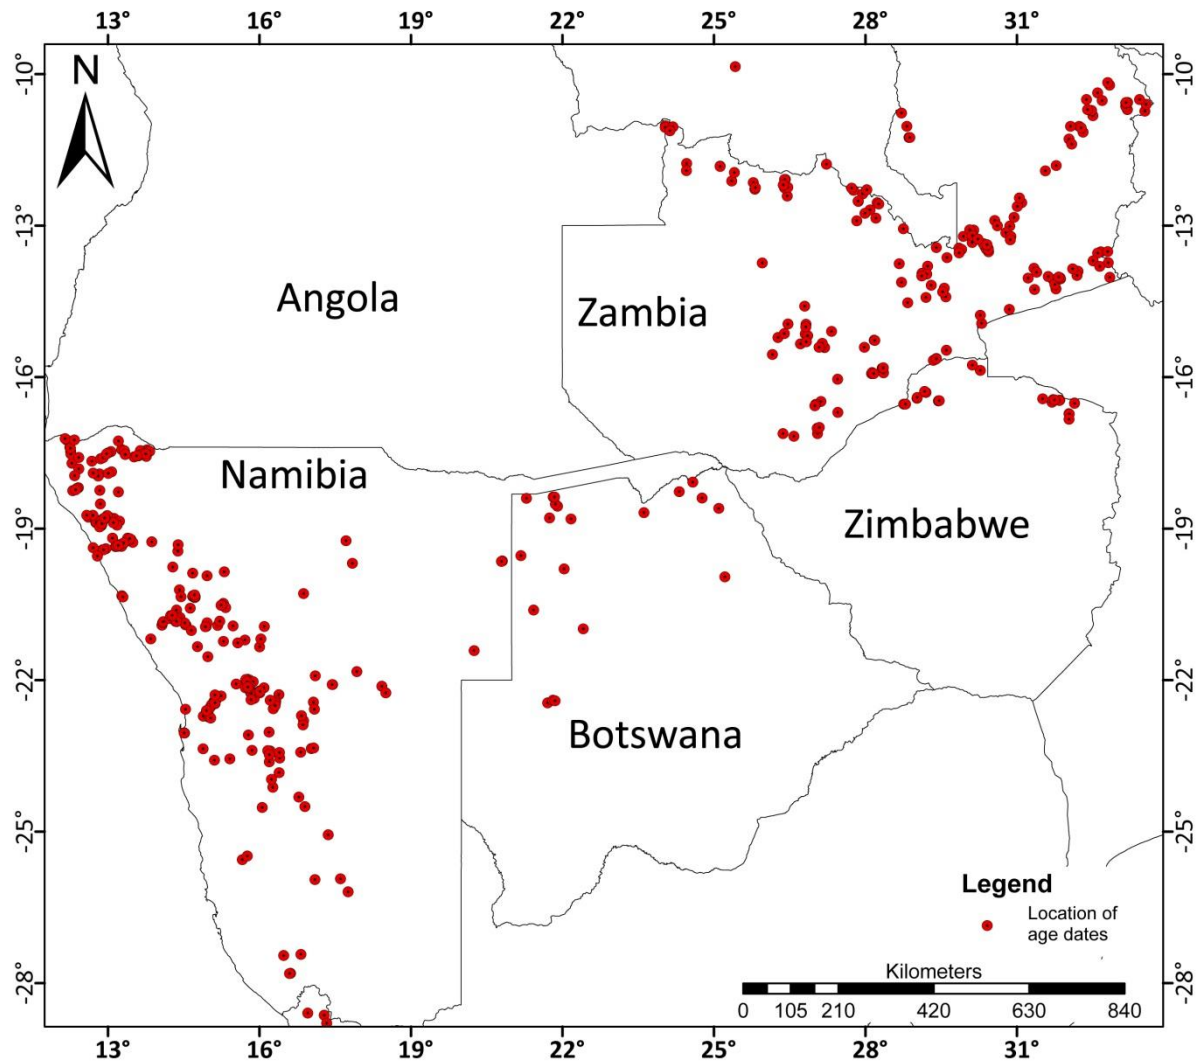 13° 16° 19° 22° 25° 28° 31°
N
-10° -10°
-13° -13°
Angola
Zambia
-16° -16°
Namibia
Zimbabwe
-19° -19°
-22° -22°
Botswana
-25° -25°
Legend
Location of
age dates
Kilometers
-28° -28°
0 105 210 420 630 840
13° 16° 19° 22° 25° 28° 31°